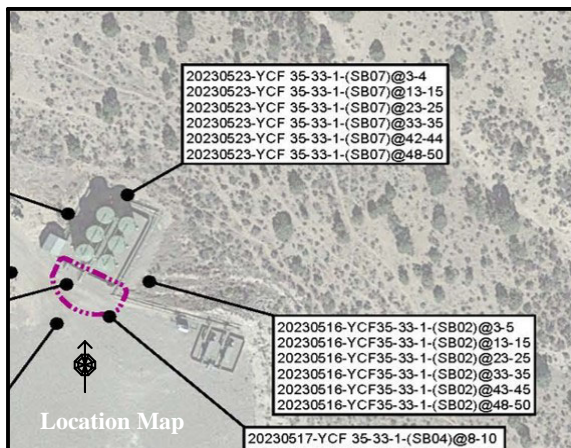 20230523-YCF 35-33-1-(SB07)@3-4
20230523-YCF 35-33-1-(SB07)@13-15
20230523-YCF 35-33-1-(SB07)@23-25
20230523-YCF 35-33-1-(SB07)@33-35
20230523-YCF 35-33-1-(SB07)@42-44
20230523-YCF 35-33-1-(SB07)@48-50
20230516-YCF35-33-1-(SB02)@3-5
20230516-YCF35-33-1-(SB02)@13-15
20230516-YCF35-33-1-(SB02)@23-25
20230516-YCF35-33-1-(SB02)@33-35
20230516-YCF35-33-1-(SB02)@43-45
20230516-YCF35-33-1-(SB02)@48-50
Location Map
20230517-YCF 35-33-1-(SB04)@8-10